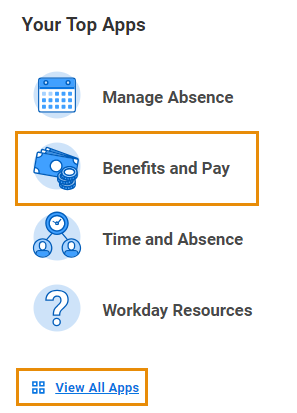 Your Top Apps
Manage Absence
Benefits and Pay
Time and Absence
Workday Resources
View All Apps